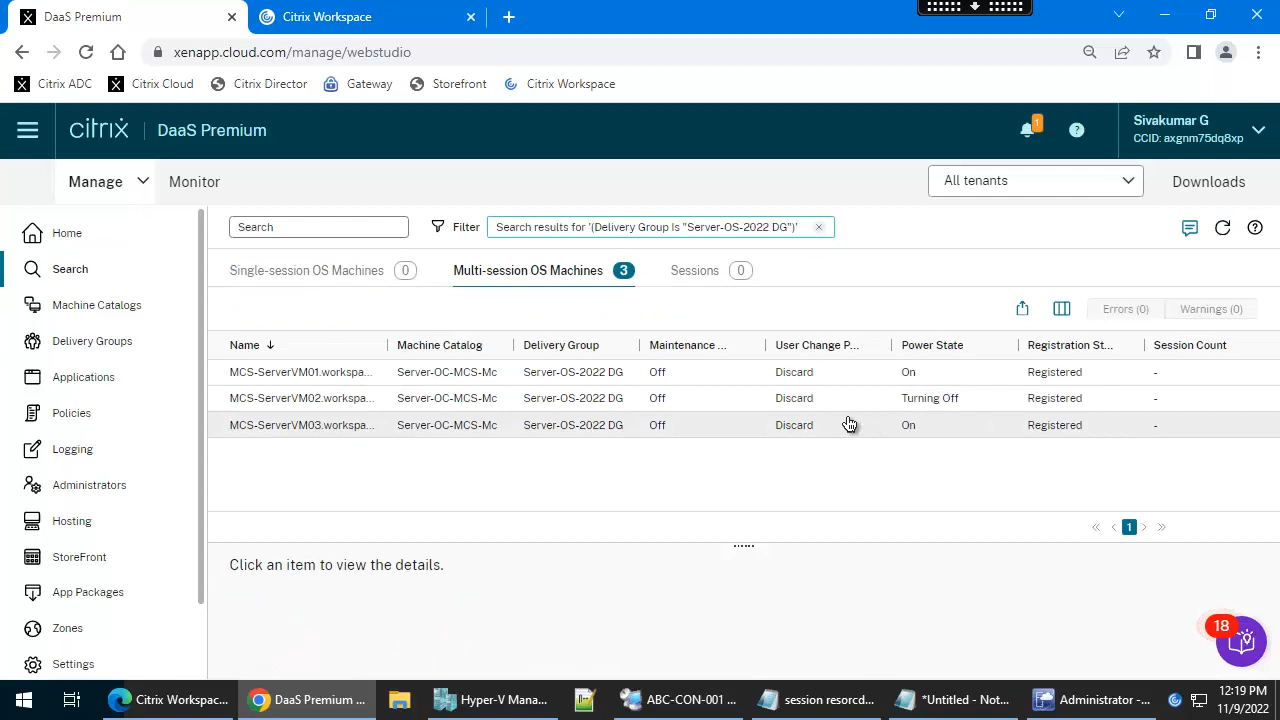 DaaS Premium
Citrix Workspace
xenapp.cloud.com/manage/webstudio
Citrix ADC
Citrix Cloud
Citrix Director
Gateway
Storefront
Citrix Workspace
citrix
DaaS Premium
1
?
Sivakumar G
CCID: axgnm75dq8xp
Manage
Monitor
All tenants
Downloads
Home
Search
Machine Catalogs
Delivery Groups
Applications
Policies
Logging
Administrators
Hosting
StoreFront
App Packages
Zones
Settings
Search
Filter
Search results for '(Delivery Group Is "Server-OS-2022 DG")'
Single-session OS Machines 0
Multi-session OS Machines 3
Sessions 0
Errors (0)
Warnings (0)
Name Machine Catalog Delivery Group Maintenance ... User Change P... Power State Registration St... Session Count
MCS-ServerVM01.workspa... Server-OC-MCS-Mc Server-OS-2022 DG Off Discard On Registered -
MCS-ServerVM02.workspa... Server-OC-MCS-Mc Server-OS-2022 DG Off Discard Turning Off Registered -
MCS-ServerVM03.workspa... Server-OC-MCS-Mc Server-OS-2022 DG Off Discard On Registered -
1
Click an item to view the details.
18
Citrix Workspac...
DaaS Premium ...
Hyper-V Mana...
ABC-CON-001 ...
session resorcd...
*Untitled - Not...
Administrator -...
12:19 PM
11/9/2022